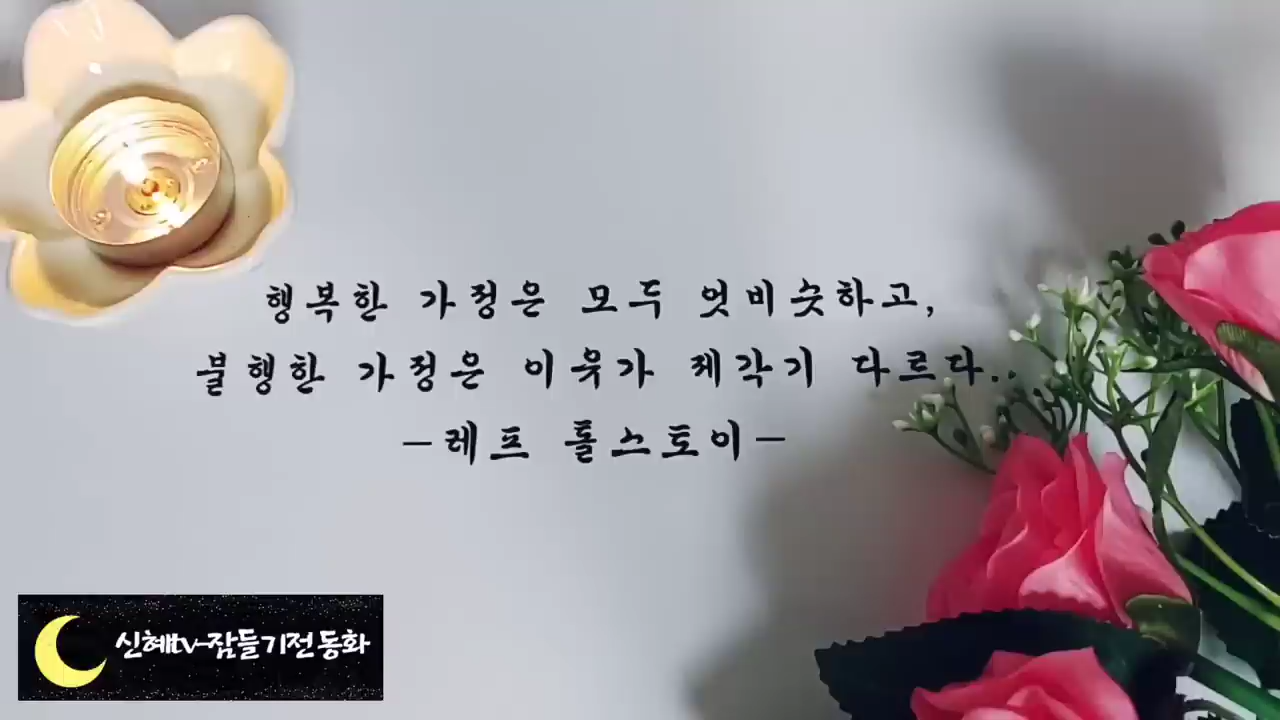 행복한 가정은 모두 엇비슷하고,
불행한 가정은 이유가 제각기 다르다..
-레프 톨스토이-
신혜tv-잠들기전동화